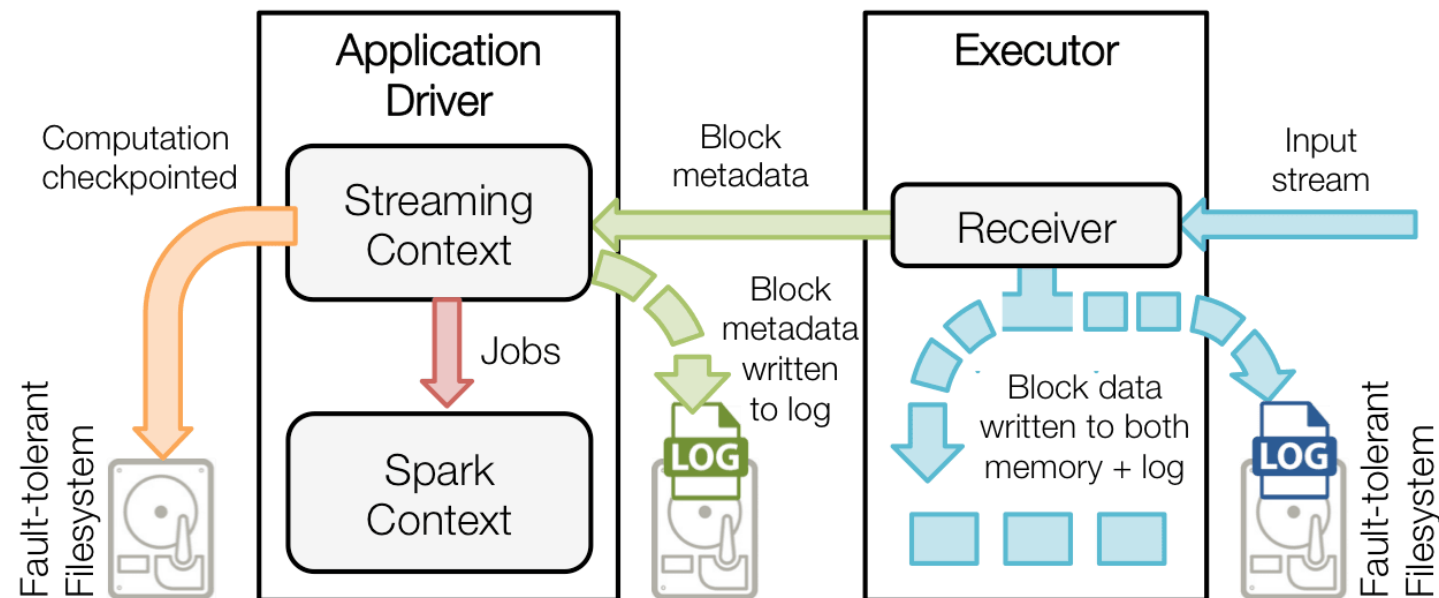 Application
Driver
Executor
Computation
checkpointed
Block
metadata
Input
stream
Streaming
Context
Receiver
Block
metadata
written
to log
Jobs
Block data
written to both
memory + log
Spark
Context
LOG
LOG
Fault-tolerant
Filesystem
Fault-tolerant
Filesystem